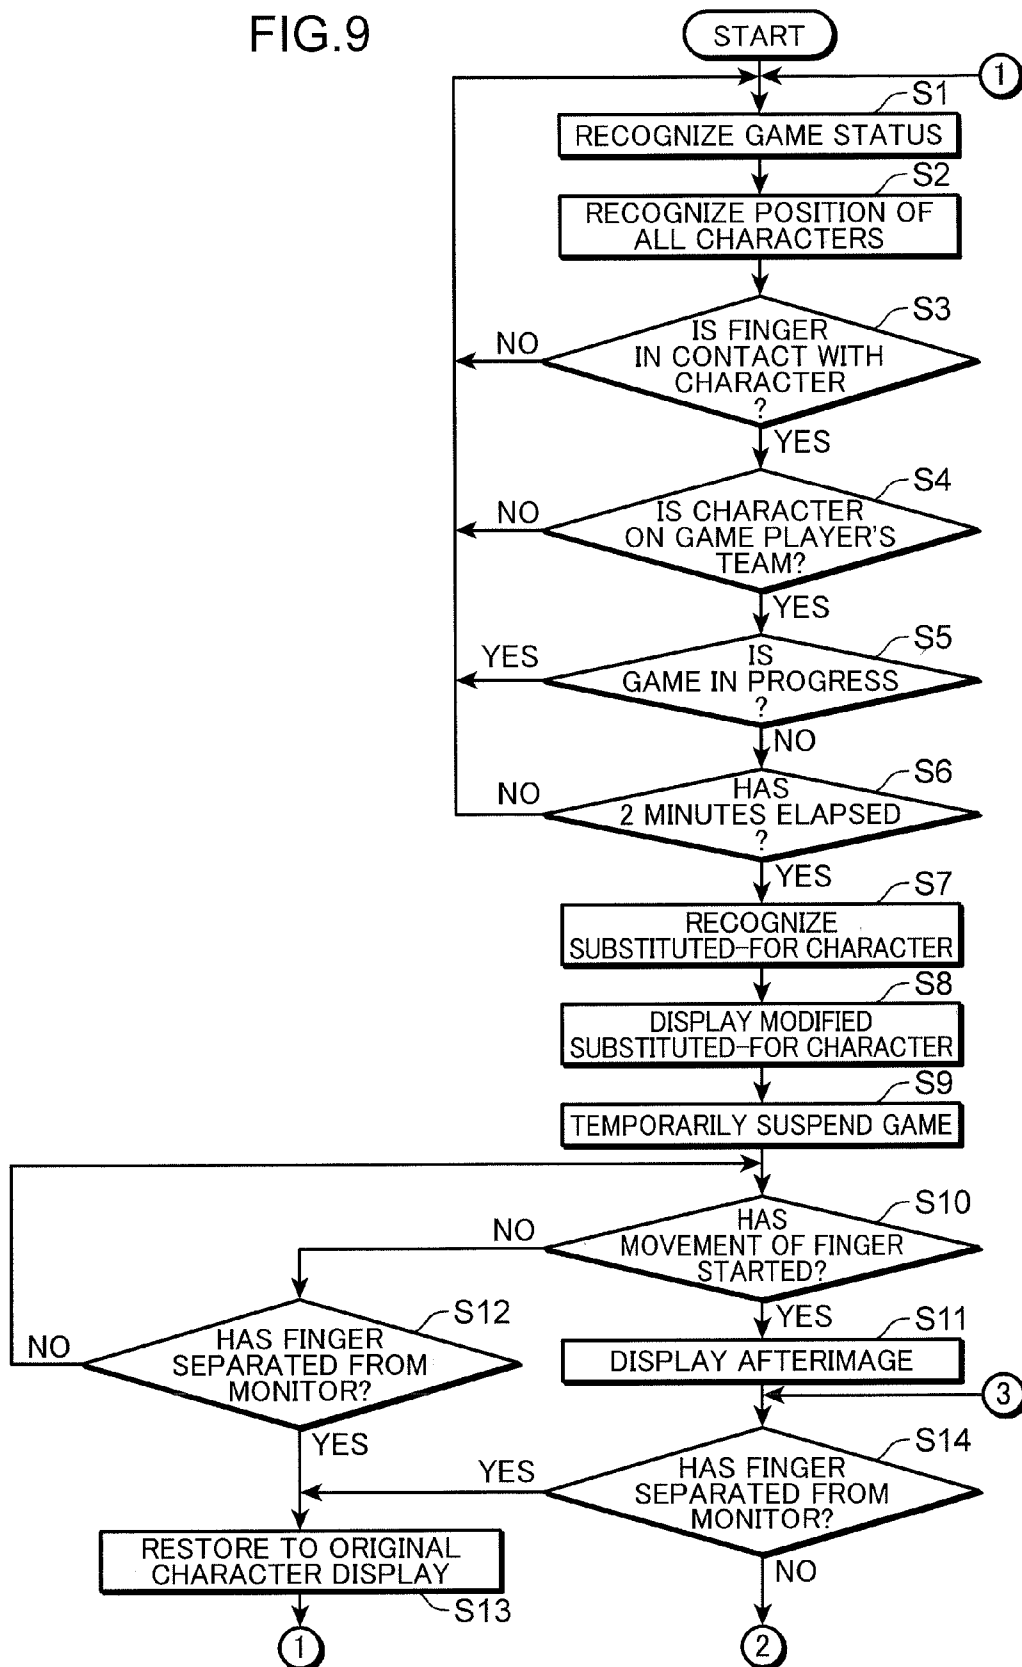 FIG.9
START
1
S1
RECOGNIZE GAME STATUS
S2
RECOGNIZE POSITION OF
ALL CHARACTERS
S3
IS FINGER
IN CONTACT WITH
CHARACTER
?
NO
YES
S4
IS CHARACTER
ON GAME PLAYER'S
TEAM?
NO
YES
S5
IS
GAME IN PROGRESS
?
YES
NO
S6
HAS
2 MINUTES ELAPSED
?
NO
YES
S7
RECOGNIZE
SUBSTITUTED-FOR CHARACTER
S8
DISPLAY MODIFIED
SUBSTITUTED-FOR CHARACTER
S9
TEMPORARILY SUSPEND GAME
S10
HAS
MOVEMENT OF FINGER
STARTED?
NO
YES
S12
HAS FINGER
SEPARATED FROM
MONITOR?
NO
YES
S11
DISPLAY AFTERIMAGE
3
S14
HAS FINGER
SEPARATED FROM
MONITOR?
YES
NO
RESTORE TO ORIGINAL
CHARACTER DISPLAY
S13
1
2